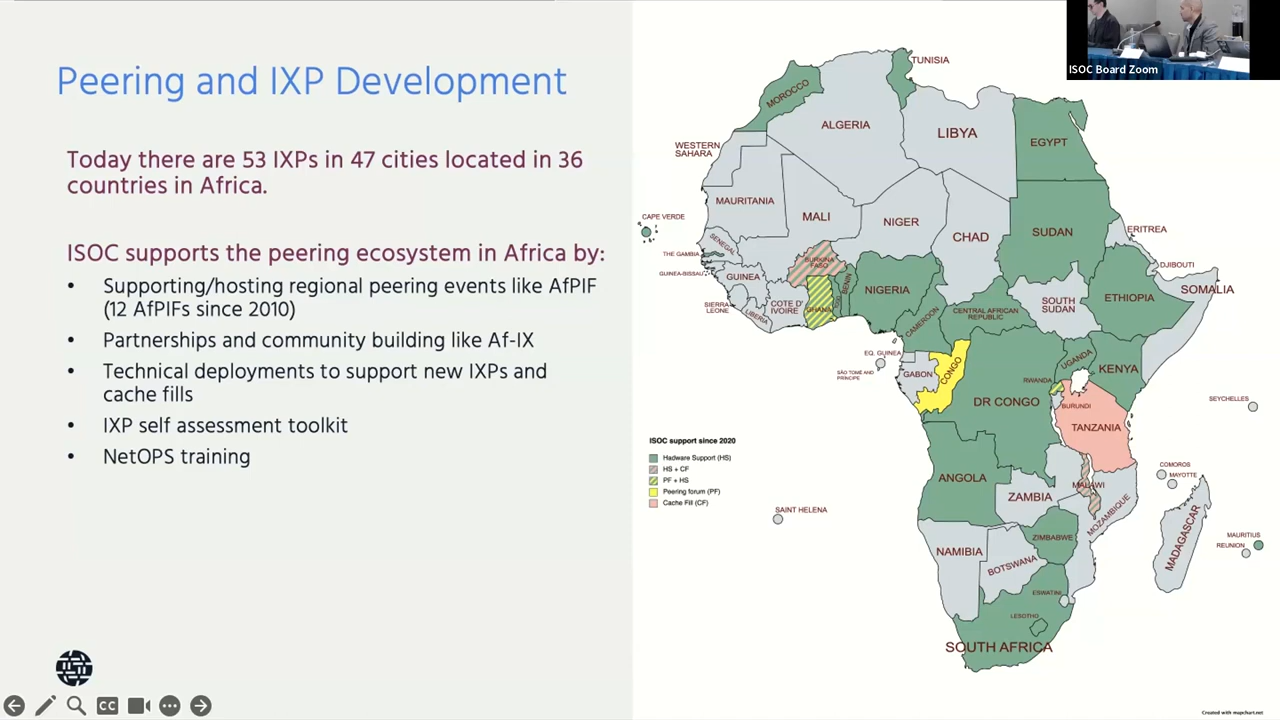 Peering and IXP Development
Today there are 53 IXPs in 47 cities located in 36
countries in Africa.
ISOC supports the peering ecosystem in Africa by:
• Supporting/hosting regional peering events like AfPIF
(12 AfPIFs since 2010)
• Partnerships and community building like Af-IX
• Technical deployments to support new IXPs and
cache fills
• IXP self assessment toolkit
• NetOPS training
CC
ISOC Board Zoom
TUNISIA
MOROCCO
ALGERIA
LIBYA
EGYPT
WESTERN
SAHARA
MAURITANIA
MALI
NIGER
CHAD
SUDAN
ERITREA
CAPE VERDE
SENEGAL
THE GAMBIA
GUINEA-BISSAU
GUINEA
SIERRA
LEONE
LIBERIA
COTE D'
IVOIRE
BURKINA
FASO
GHANA
BENIN
NIGERIA
CAMEROON
CENTRAL AFRICAN
REPUBLIC
SOUTH
SUDAN
ETHIOPIA
DJIBOUTI
SOMALIA
EQ. GUINEA
SÃO TOMÉ AND
PRINCIPE
GABON
CONGO
DR CONGO
UGANDA
KENYA
RWANDA
BURUNDI
TANZANIA
SEYCHELLES
COMOROS
MAYOTTE
ANGOLA
ZAMBIA
MALAWI
MOZAMBIQUE
SAINT HELENA
NAMIBIA
BOTSWANA
ZIMBABWE
MADAGASCAR
MAURITIUS
REUNION
ESWATINI
LESOTHO
SOUTH AFRICA
ISOC support since 2020
Hadware Support (HS)
HS + CF
PF + HS
Peering forum (PF)
Cache Fill (CF)
Created with mapchart.net